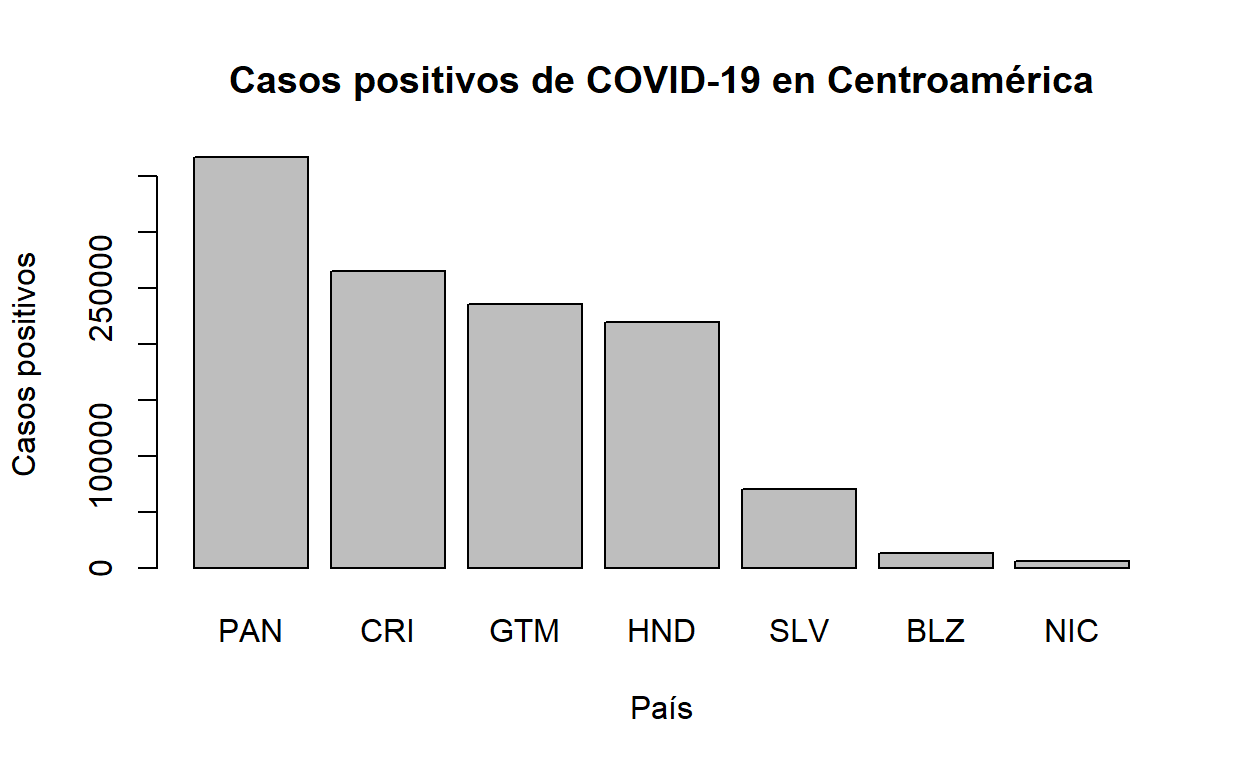 Casos positivos de COVID-19 en Centroamérica
Casos positivos
250000
100000
0
PAN CRI GTM HND SLV BLZ NIC
País